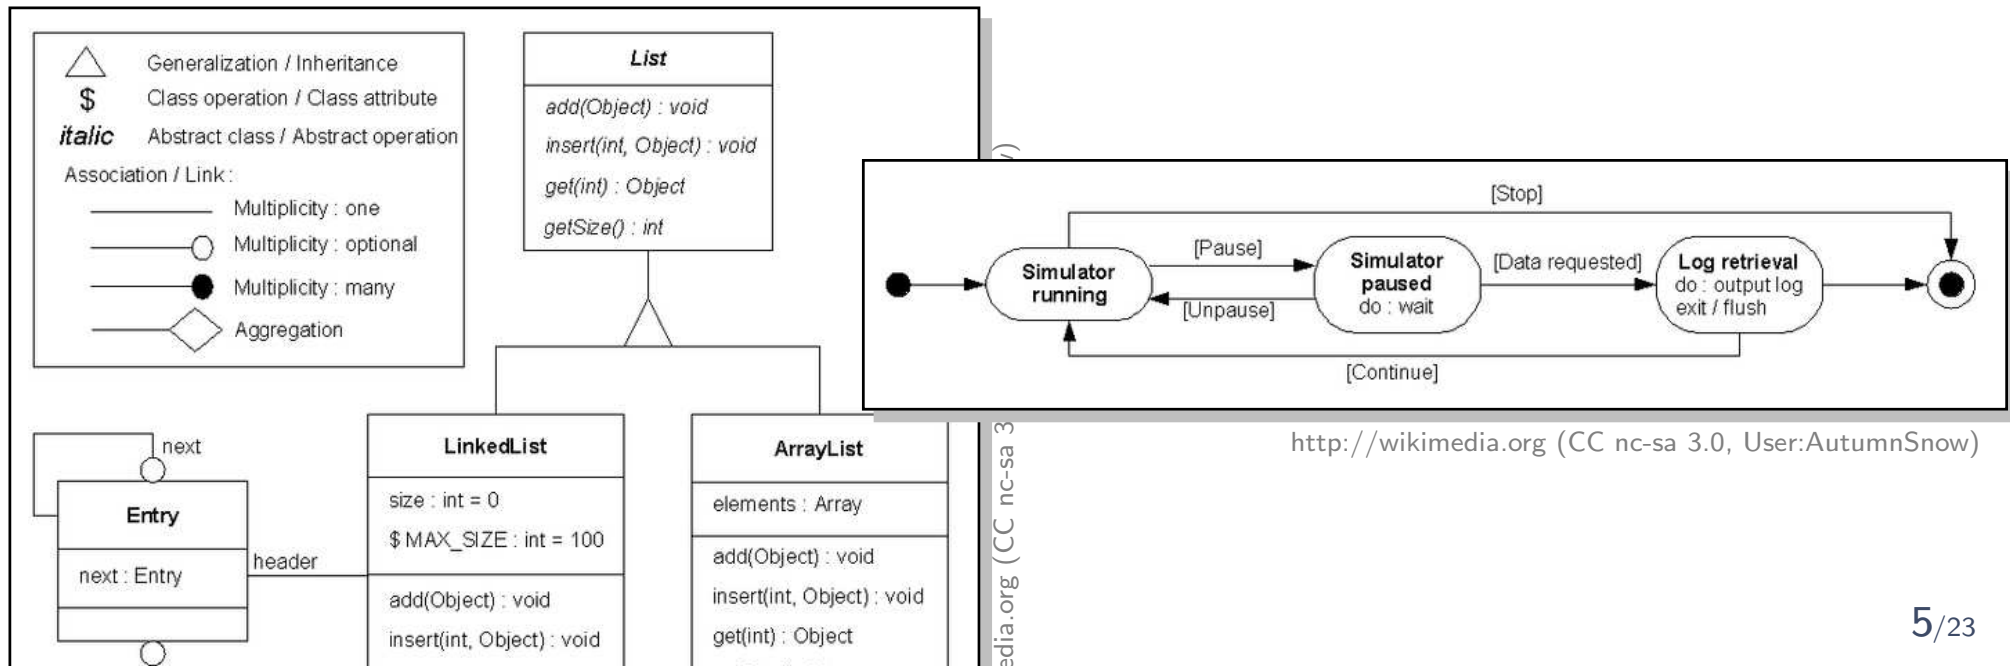 Generalization / Inheritance
$ Class operation / Class attribute
italic Abstract class / Abstract operation
Association / Link :
Multiplicity : one
Multiplicity : optional
Multiplicity : many
Aggregation
List
add(Object) : void
insert(int, Object) : void
get(int) : Object
getSize() : int
next
Entry
next : Entry
header
LinkedList
size : int = 0
$ MAX_SIZE : int = 100
add(Object) : void
insert(int, Object) : void
ArrayList
elements : Array
add(Object) : void
insert(int, Object) : void
get(int) : Object
edia.org (CC nc-sa 3
[Stop]
Simulator
running
[Pause]
[Unpause]
Simulator
paused
do : wait
[Data requested]
Log retrieval
do : output log
exit / flush
[Continue]
http://wikimedia.org (CC nc-sa 3.0, User:AutumnSnow)
5/23